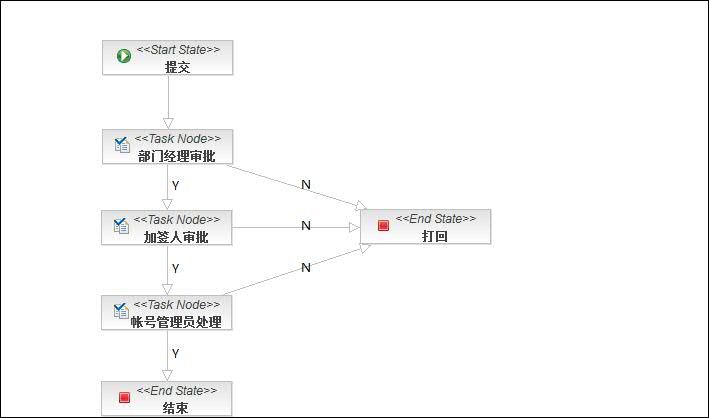 <<Start State>>
提交
<<Task Node>>
部门经理审批
Y
N
<<Task Node>>
加签人审批
N
<<End State>>
打回
Y
N
<<Task Node>>
帐号管理员处理
Y
<<End State>>
结束